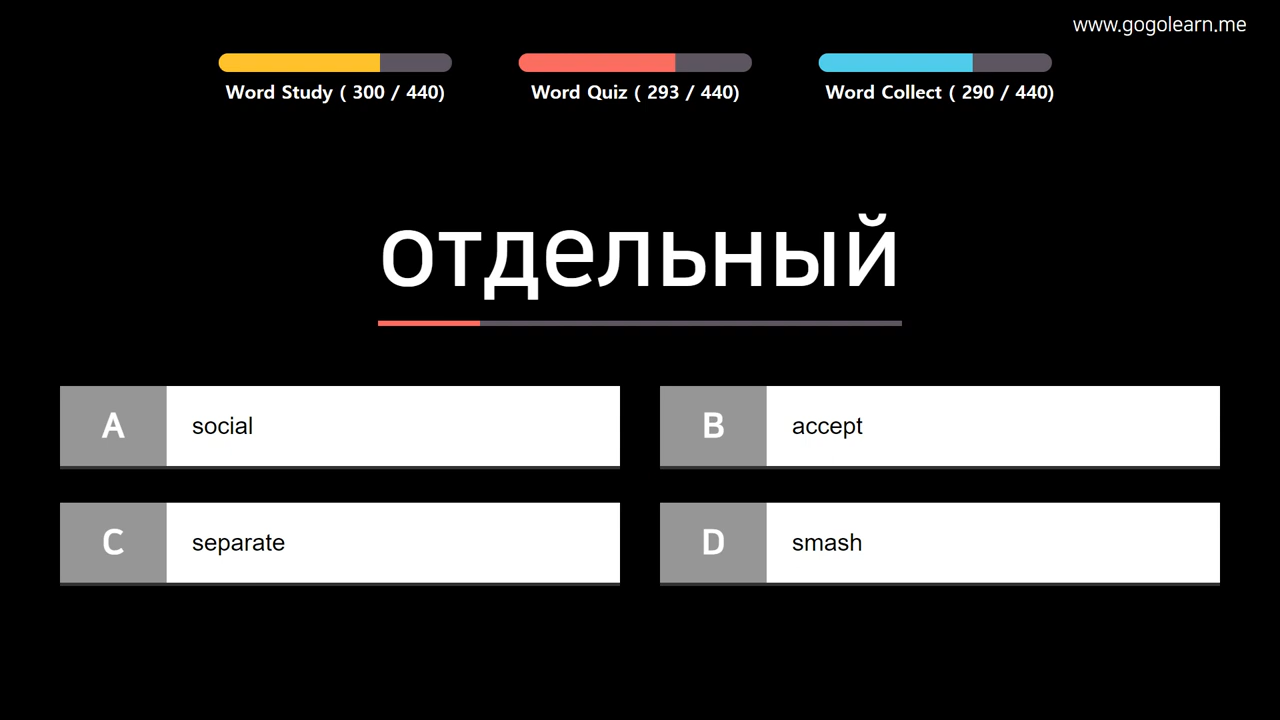 www.gogolearn.me
Word Study ( 300 / 440)
Word Quiz ( 293 / 440)
Word Collect ( 290 / 440)
отдельный
A social
B accept
C separate
D smash